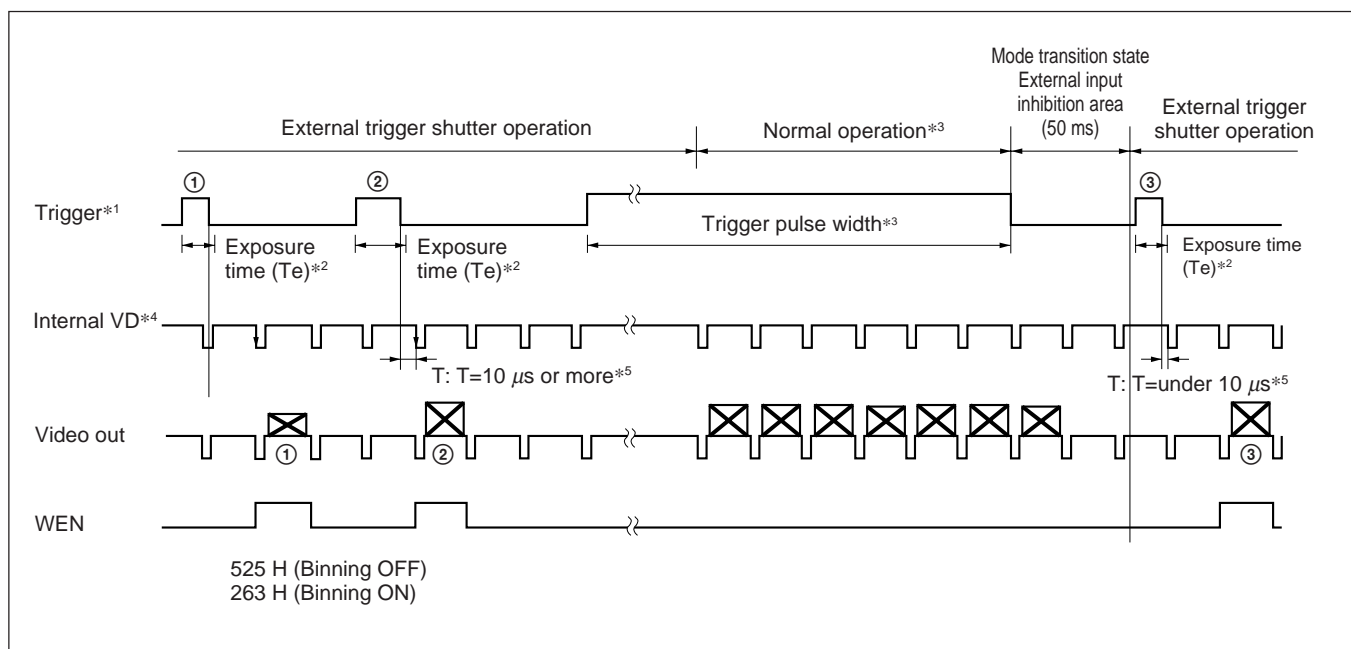 Mode transition state
External input
inhibition area
(50 ms)
External trigger shutter operation
Normal operation*3
External trigger
shutter operation
①
②
③
Trigger*1
Exposure
time (Te)*2
Exposure
time (Te)*2
Trigger pulse width*3
Exposure time
(Te)*2
Internal VD*4
T: T=10 μs or more*5
T: T=under 10 μs*5
Video out
①
②
③
WEN
525 H (Binning OFF)
263 H (Binning ON)